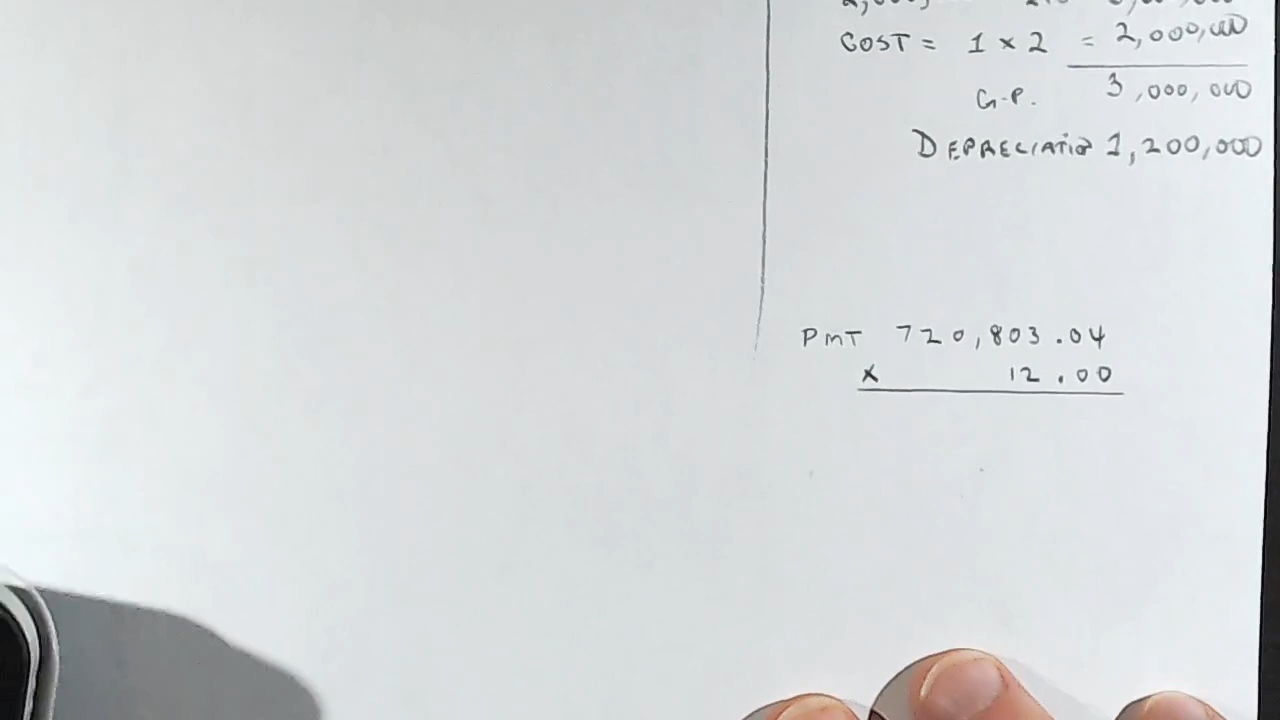 COST = 1 x 2 = 2,000,000
G.P. 3,000,000
DEPRECIATIO 1,200,000
PMT 720,803.04
x 12.00